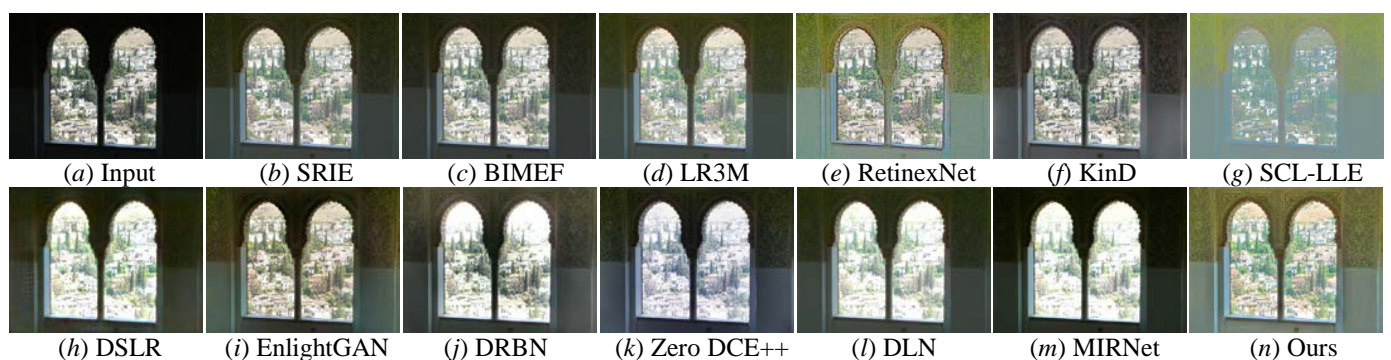 (a) Input (b) SRIE (c) BIMEF (d) LR3M (e) RetinexNet (f) KinD (g) SCL-LLE
(h) DSLR (i) EnlightGAN (j) DRBN (k) Zero DCE++ (l) DLN (m) MIRNet (n) Ours